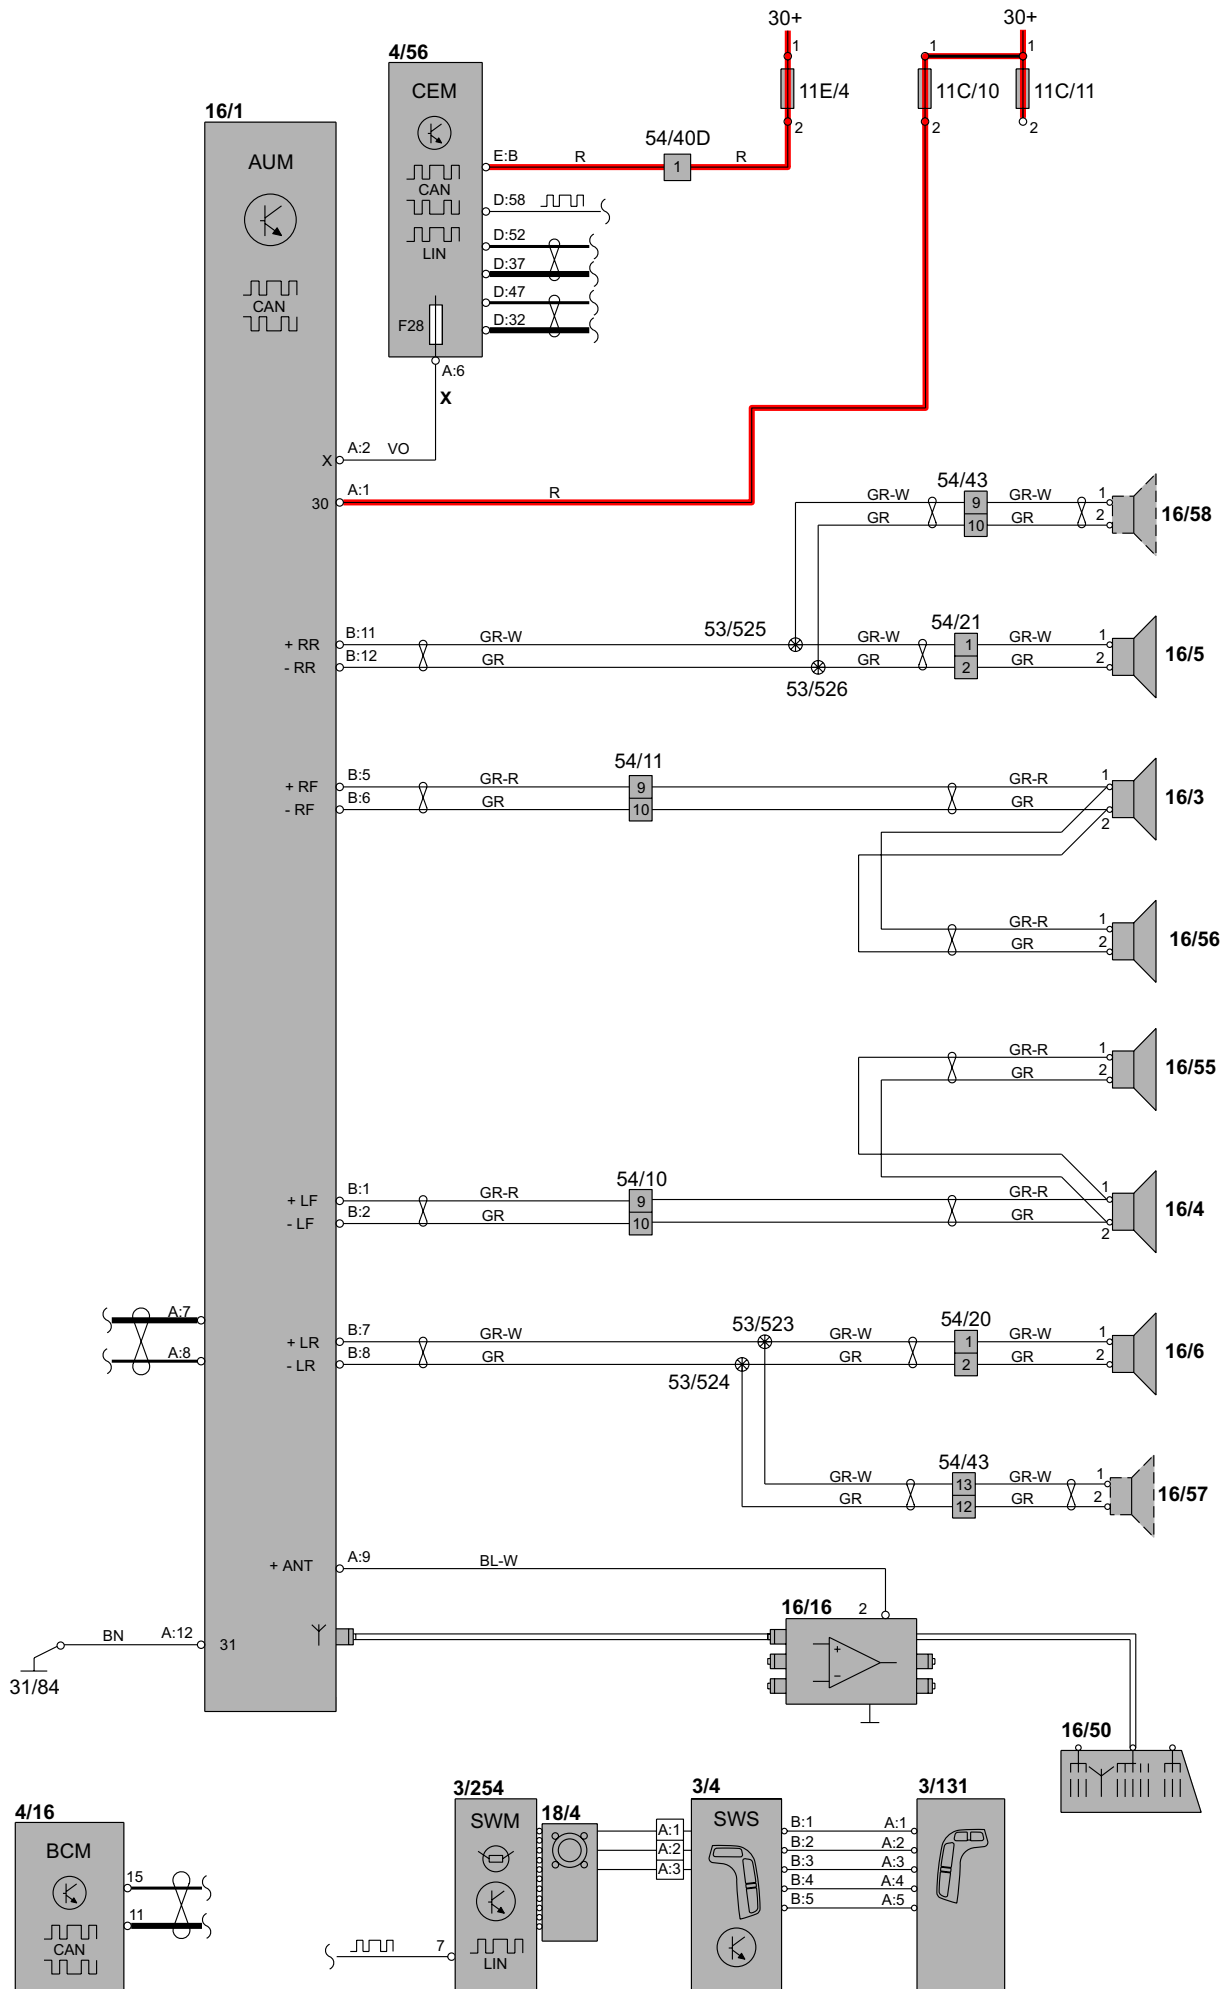 30+
30+
1
1
1
4/56
CEM
11E/4
11C/10
11C/11
16/1
2
2
2
AUM
54/40D
E:B
R
1
R
CAN
D:58
D:52
LIN
D:37
D:47
CAN
F28
D:32
A:6
X
X
A:2
VO
30
A:1
R
54/43
GR-W
9
GR-W
1
GR
10
GR
2
16/58
54/21
+ RR
B:11
GR-W
53/525
GR-W
1
GR-W
1
- RR
B:12
GR
GR
2
GR
2
16/5
53/526
54/11
+ RF
B:5
GR-R
9
GR-R
1
- RF
B:6
GR
10
GR
16/3
2
GR-R
1
GR
2
16/56
GR-R
1
GR
2
16/55
54/10
+ LF
B:1
GR-R
9
GR-R
1
- LF
B:2
GR
10
GR
16/4
2
A:7
53/523
54/20
+ LR
B:7
GR-W
GR-W
1
GR-W
1
A:8
- LR
B:8
GR
GR
2
GR
2
16/6
53/524
54/43
GR-W
13
GR-W
1
GR
12
GR
2
16/57
+ ANT
A:9
BL-W
16/16
2
BN
A:12
31
+
−
31/84
16/50
3/254
3/4
3/131
4/16
18/4
BCM
SWM
A:1
SWS
B:1
A:1
A:2
B:2
A:2
15
A:3
B:3
A:3
B:4
A:4
11
B:5
A:5
CAN
7
LIN